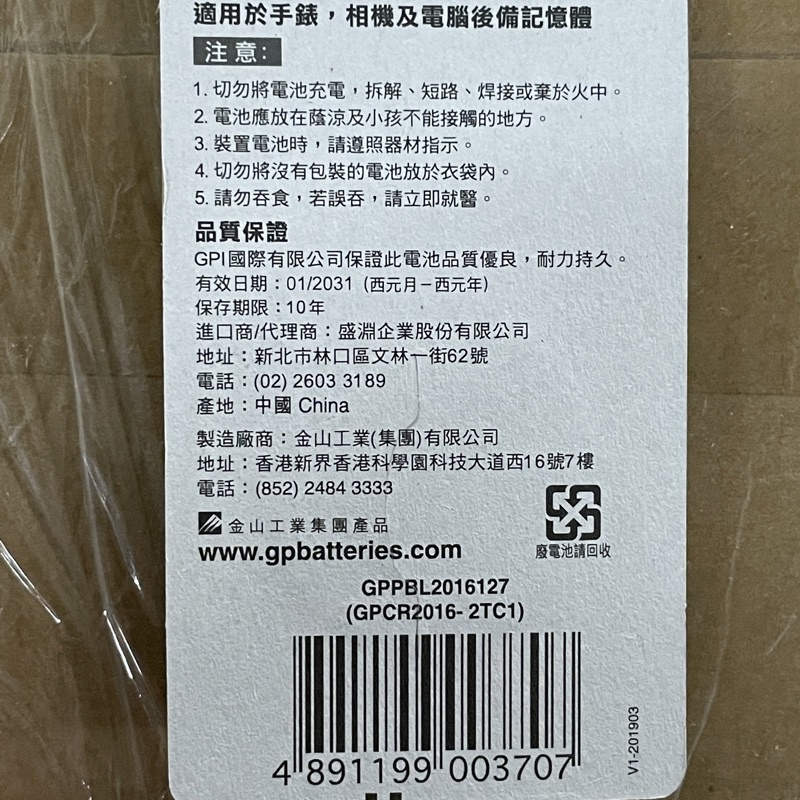 適用於手錶，相機及電腦後備記憶體
注意：
1. 切勿將電池充電，拆解、短路、焊接或棄於火中。
2. 電池應放在蔭涼及小孩不能接觸的地方。
3. 裝置電池時，請遵照器材指示。
4. 切勿將沒有包裝的電池放於衣袋內。
5. 請勿吞食，若誤吞，請立即就醫。
品質保證
GPI國際有限公司保證此電池品質優良，耐力持久。
有效日期：01/2031 (西元月－西元年)
保存期限：10年
進口商/代理商：盛淵企業股份有限公司
地址：新北市林口區文林一街62號
電話：(02) 2603 3189
產地：中國 China
製造廠商：金山工業(集團)有限公司
地址：香港新界香港科學園科技大道西16號7樓
電話：(852) 2484 3333
金山工業集團產品
www.gpbatteries.com
廢電池請回收
GPPBL2016127
(GPCR2016- 2TC1)
4 891199 003707
V1-201903